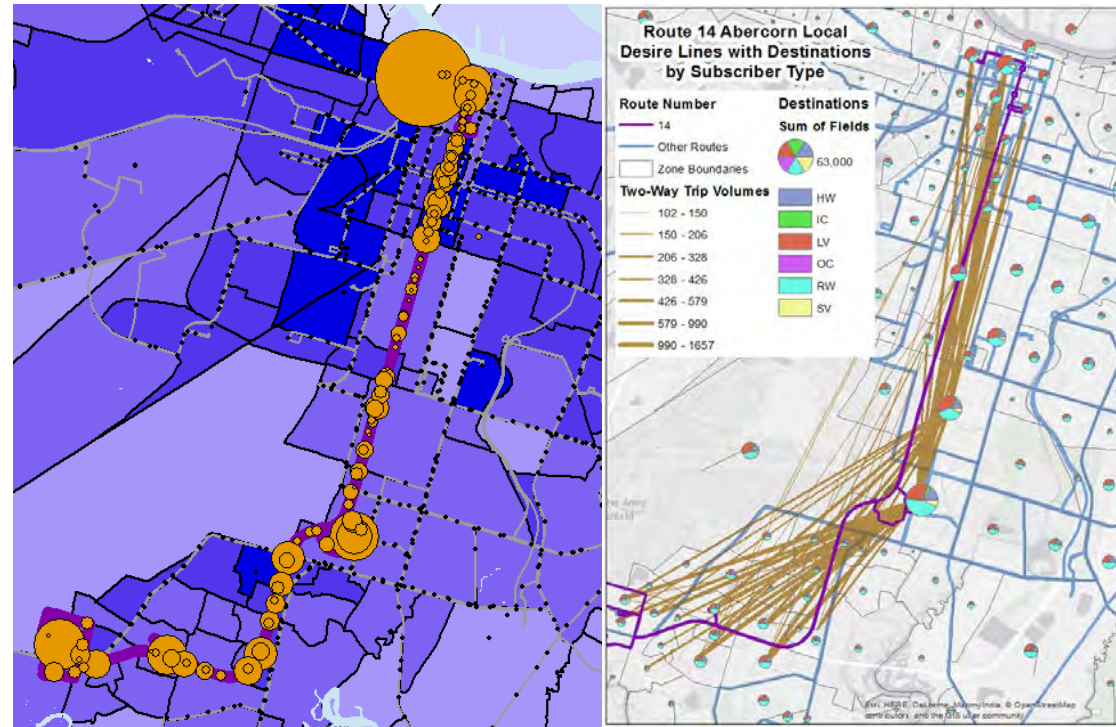 Route 14 Abercorn Local
Desire Lines with Destinations
by Subscriber Type
Route Number
14
Other Routes
Zone Boundaries
Two-Way Trip Volumes
102 - 150
150 - 206
206 - 328
328 - 426
426 - 579
579 - 990
990 - 1657
Destinations
Sum of Fields
63,000
HW
IC
LV
OC
RW
SV
Army
Esri, HERE, DeLorme, MapmyIndia, © OpenStreetMap
contributors, and the GIS user community